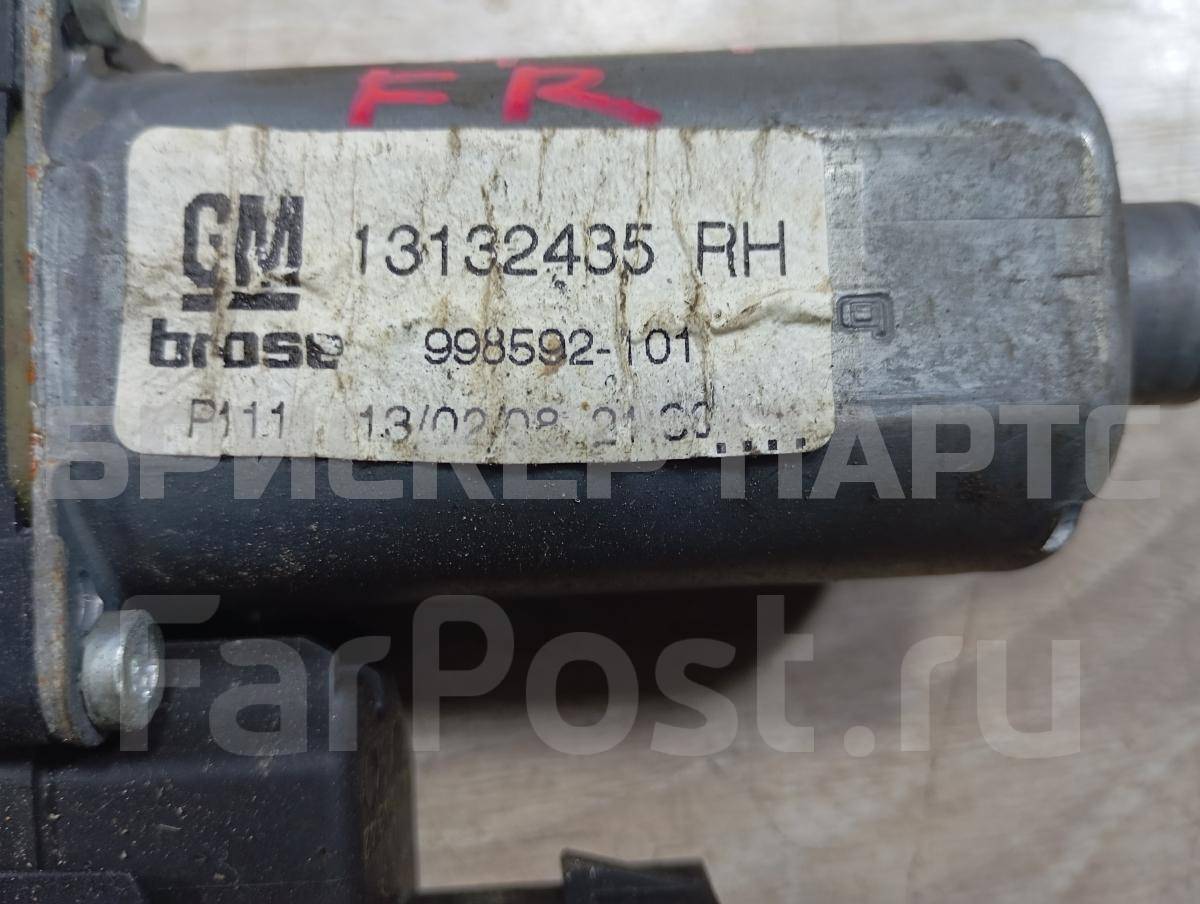 FR
GM 13132435 RH
brose 998592-101
P111 13/02/08 21
БРИСКЕР ПАРТС
FarPost.ru